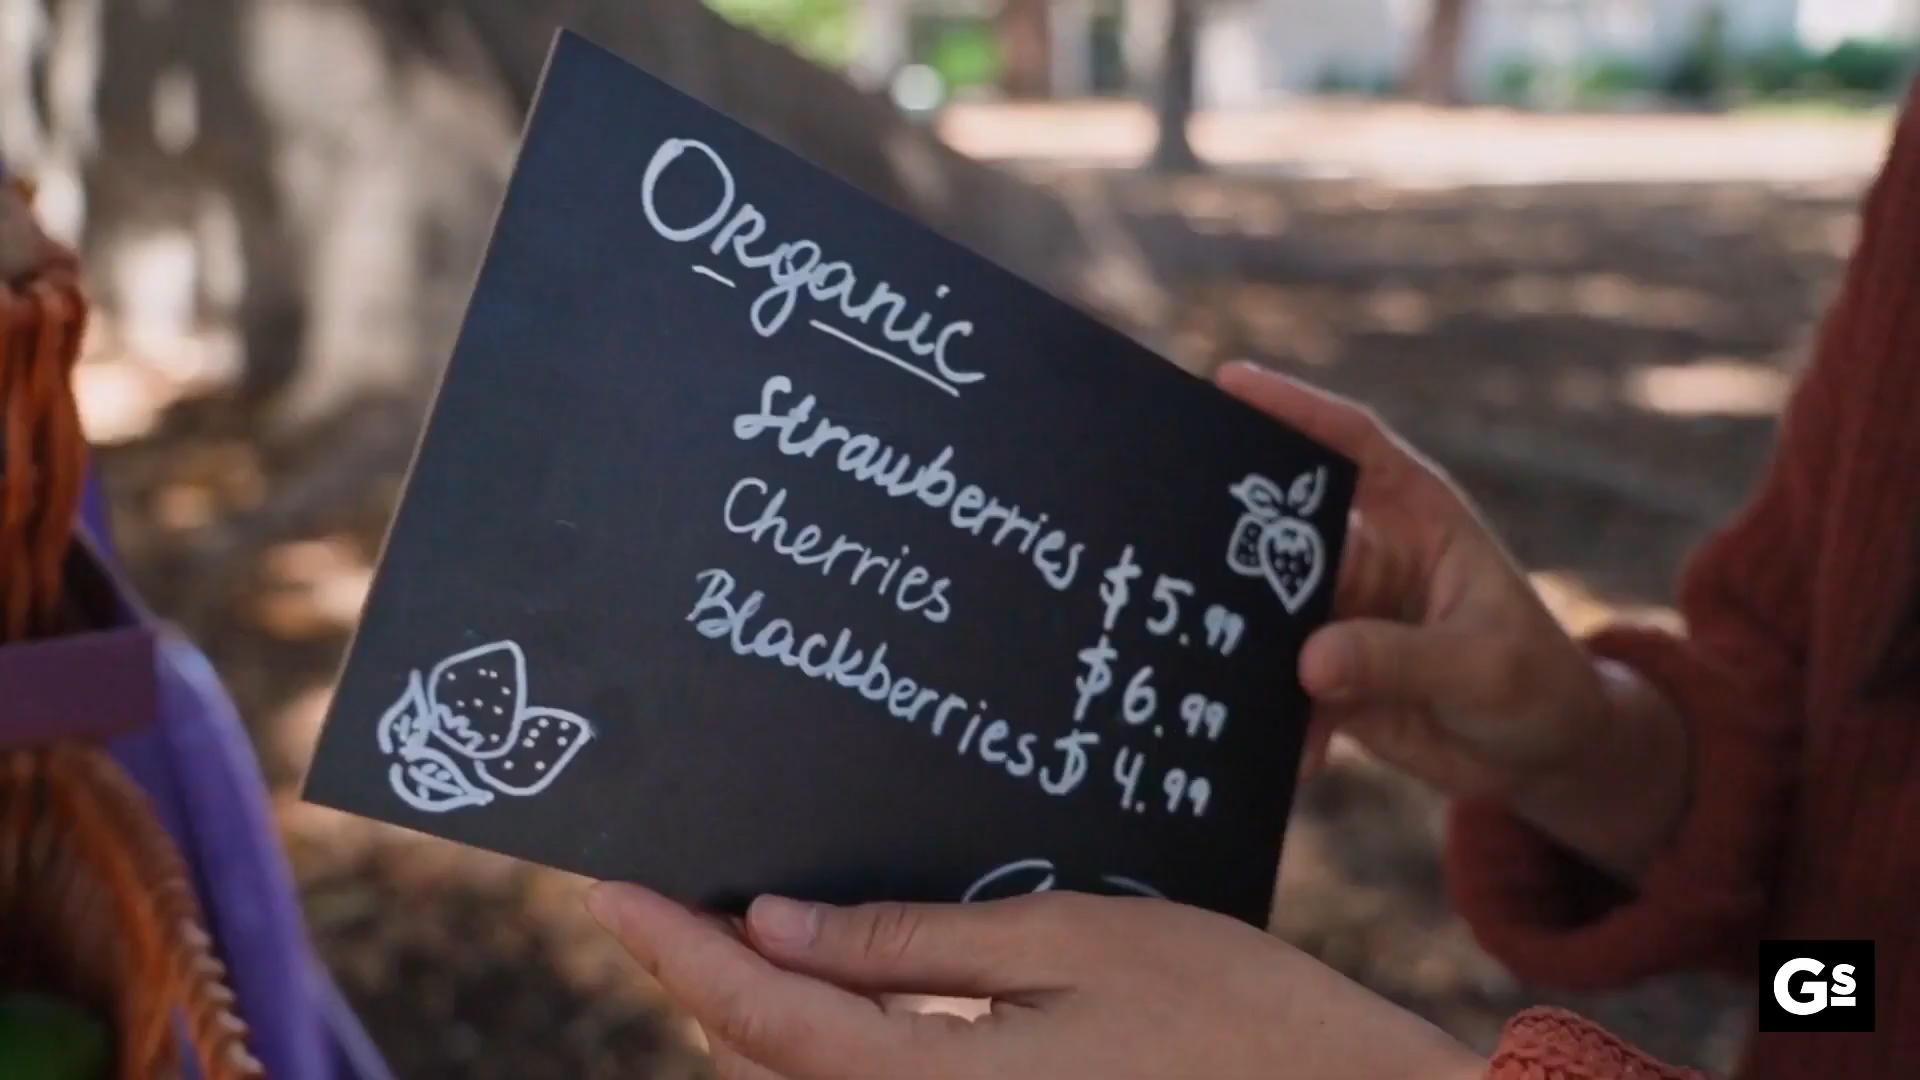 Organic
Strawberries $5.99
Cherries $6.99
Blackberries $4.99
Gs